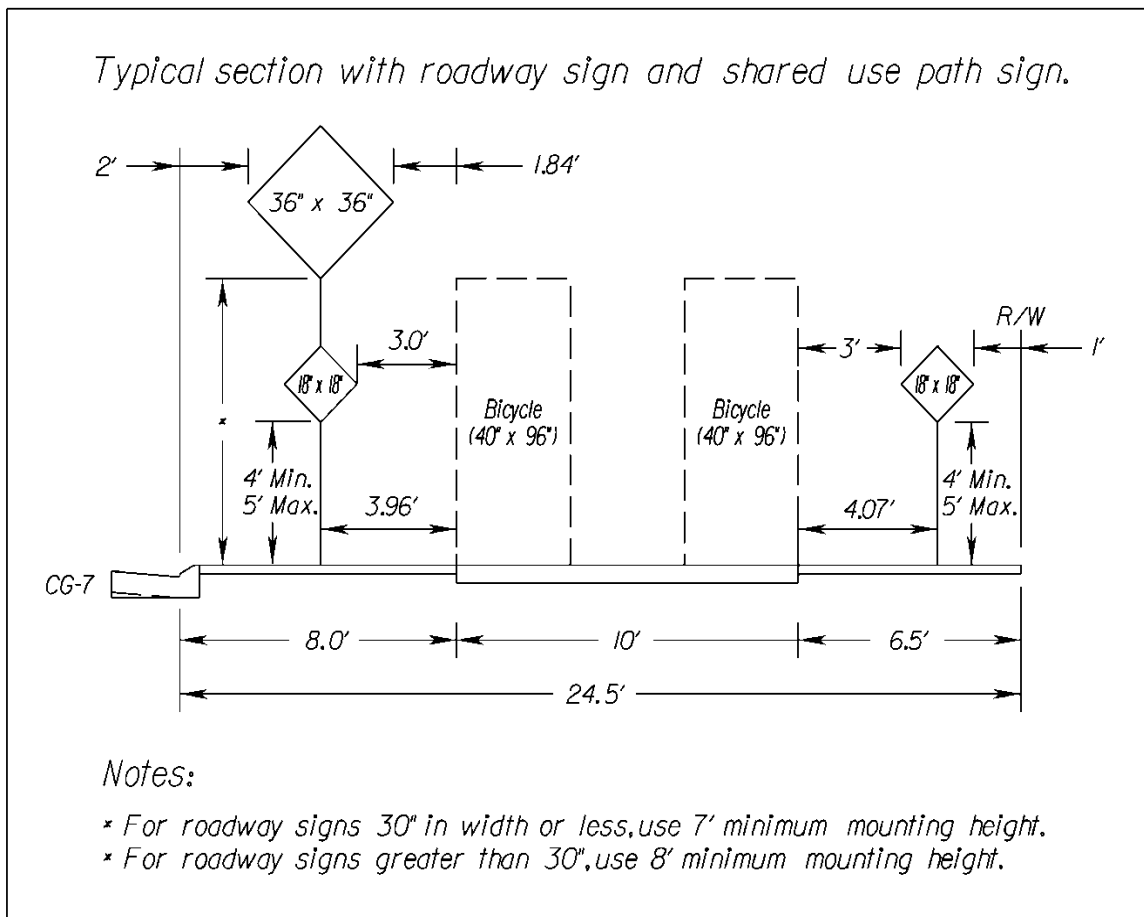 Typical section with roadway sign and shared use path sign.
2'
1.84'
36" x 36"
R/W
3.0'
3'
1'
18" x 18"
18" x 18"
Bicycle
(40" x 96")
Bicycle
(40" x 96")
*
4' Min.
5' Max.
4' Min.
5' Max.
3.96'
4.07'
CG-7
8.0'
10'
6.5'
24.5'
Notes:
* For roadway signs 30" in width or less, use 7' minimum mounting height.
* For roadway signs greater than 30", use 8' minimum mounting height.